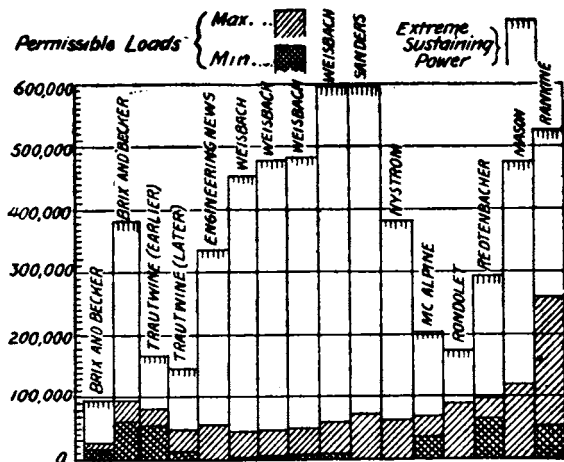 Permissible Loads { Max.
Min.
Extreme
Sustaining
Power }
600,000
500,000
400,000
300,000
200,000
100,000
0
BRIX AND BECKER
BRIX AND BECKER
TRAUTWINE (EARLIER)
TRAUTWINE (LATER)
ENGINEERING NEWS
WEISBACH
WEISBACH
WEISBACH
WEISBACH
SANDERS
NYSTROM
MC ALPINE
RONDOLET
REDTENBACHER
MASON
RANKINE